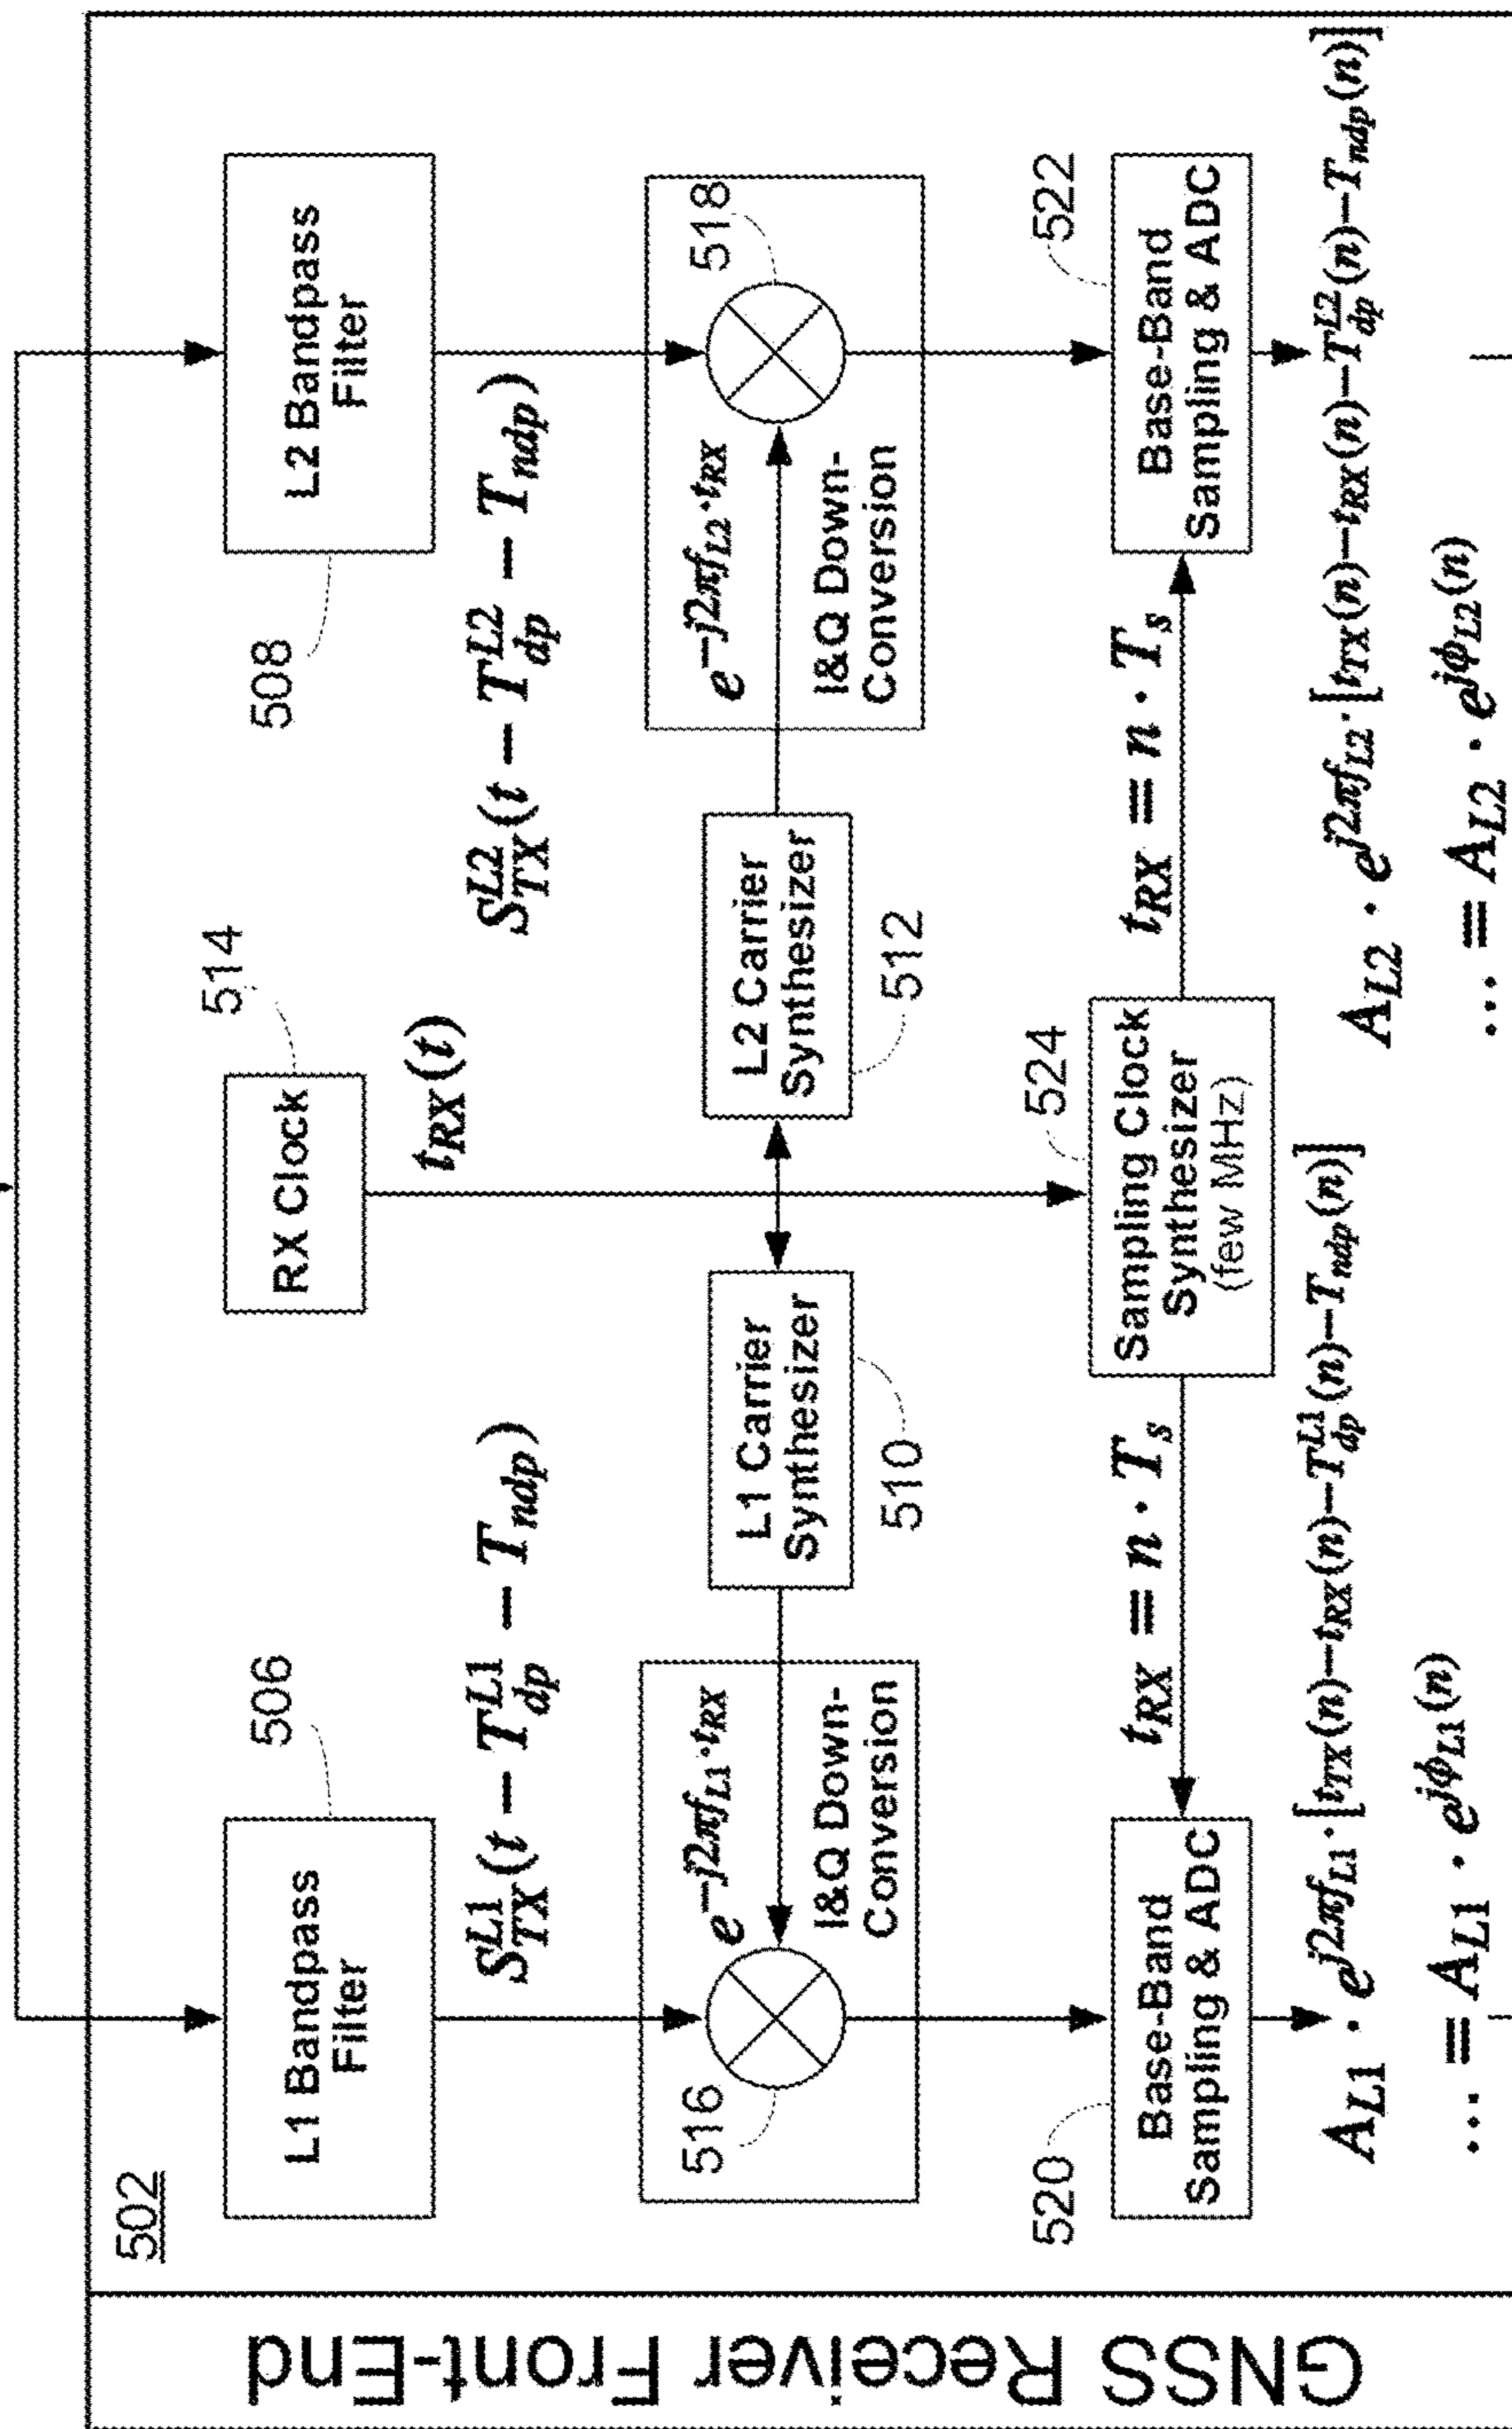 GNSS Receiver Front-End
502
L1 Bandpass
Filter
506
RX Clock
514
L2 Bandpass
Filter
508
t_{RX}(t)
S_{TX}^{L1}(t − T_{dp}^{L1} − T_{ndp})
S_{TX}^{L2}(t − T_{dp}^{L2} − T_{ndp})
516
e^{−j2πf_{L1}·t_{RX}}
I&Q Down-
Conversion
L1 Carrier
Synthesizer
510
L2 Carrier
Synthesizer
512
e^{−j2πf_{L2}·t_{RX}}
I&Q Down-
Conversion
518
520
Base-Band
Sampling & ADC
t_{RX} = n · T_s
524
Sampling Clock
Synthesizer
(few MHz)
t_{RX} = n · T_s
522
Base-Band
Sampling & ADC
A_{L1} · e^{j2πf_{L1}·[t_{TX}(n)−t_{RX}(n)−T_{dp}^{L1}(n)−T_{ndp}(n)]}
… = A_{L1} · e^{jϕ_{L1}(n)}
A_{L2} · e^{j2πf_{L2}·[t_{TX}(n)−t_{RX}(n)−T_{dp}^{L2}(n)−T_{ndp}(n)]}
… = A_{L2} · e^{jϕ_{L2}(n)}